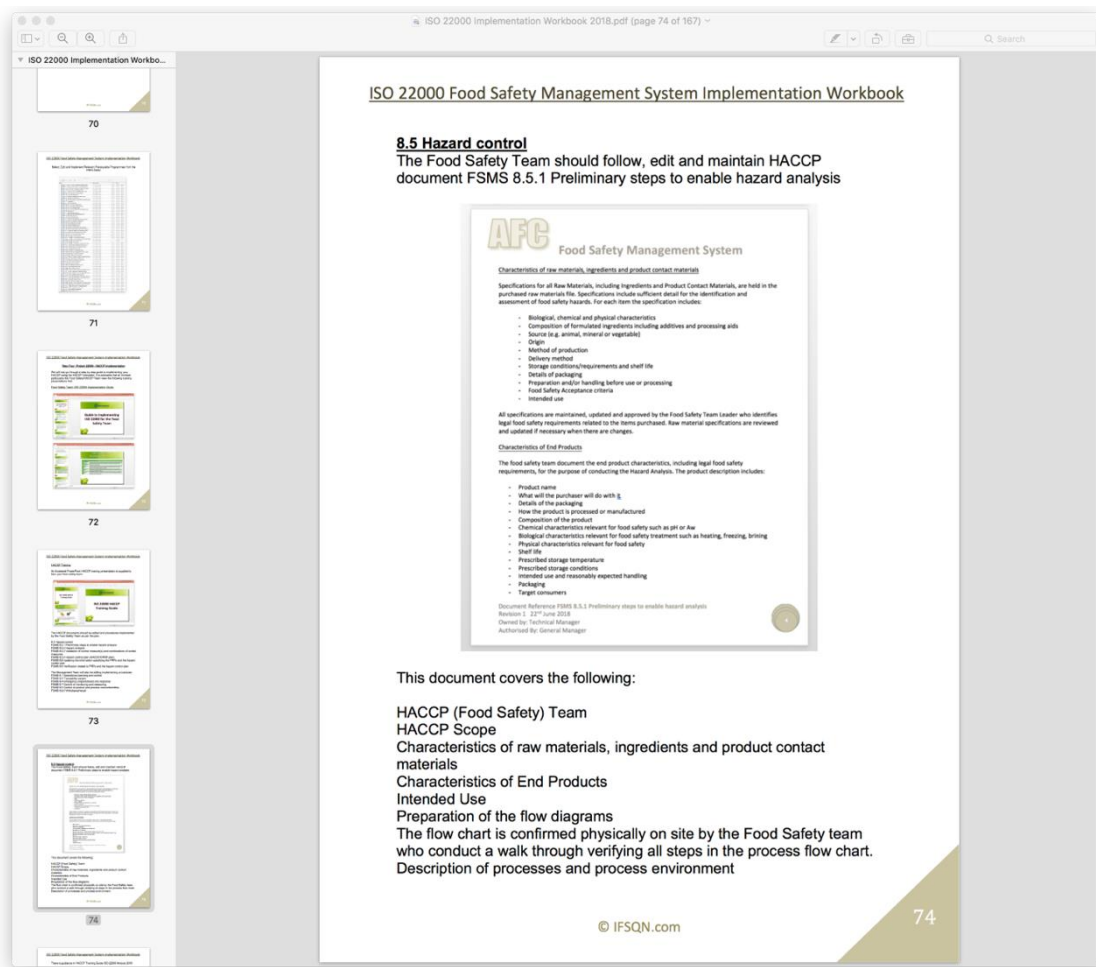 ISO 22000 Implementation Workbook 2018.pdf (page 74 of 167)
Search
ISO 22000 Implementation Workbo...
70
71
72
73
74
ISO 22000 Food Safety Management System Implementation Workbook
8.5 Hazard control
The Food Safety Team should follow, edit and maintain HACCP
document FSMS 8.5.1 Preliminary steps to enable hazard analysis
AFC
Food Safety Management System
Characteristics of raw materials, ingredients and product contact materials
Specifications for all Raw Materials, including Ingredients and Product Contact Materials, are held in the
purchased raw materials file. Specifications include sufficient detail for the identification and
assessment of food safety hazards. For each item the specification includes:
- Biological, chemical and physical characteristics
- Composition of formulated ingredients including additives and processing aids
- Source (e.g. animal, mineral or vegetable)
- Origin
- Method of production
- Delivery method
- Storage conditions/requirements and shelf life
- Details of packaging
- Preparation and/or handling before use or processing
- Food Safety Acceptance criteria
- Intended use
All specifications are maintained, updated and approved by the Food Safety Team Leader who identifies
legal food safety requirements related to the items purchased. Raw material specifications are reviewed
and updated if necessary when there are changes.
Characteristics of End Products
The food safety team document the end product characteristics, including legal food safety
requirements, for the purpose of conducting the Hazard Analysis. The product description includes:
- Product name
- What will the purchaser will do with it
- Details of the packaging
- How the product is processed or manufactured
- Composition of the product
- Chemical characteristics relevant for food safety such as pH or Aw
- Biological characteristics relevant for food safety treatment such as heating, freezing, brining
- Physical characteristics relevant for food safety
- Shelf life
- Prescribed storage temperature
- Prescribed storage conditions
- Intended use and reasonably expected handling
- Packaging
- Target consumers
Document Reference FSMS 8.5.1 Preliminary steps to enable hazard analysis
Revision 1 22nd June 2018
Owned by: Technical Manager
Authorised By: General Manager
This document covers the following:
HACCP (Food Safety) Team
HACCP Scope
Characteristics of raw materials, ingredients and product contact
materials
Characteristics of End Products
Intended Use
Preparation of the flow diagrams
The flow chart is confirmed physically on site by the Food Safety team
who conduct a walk through verifying all steps in the process flow chart.
Description of processes and process environment
© IFSQN.com
74